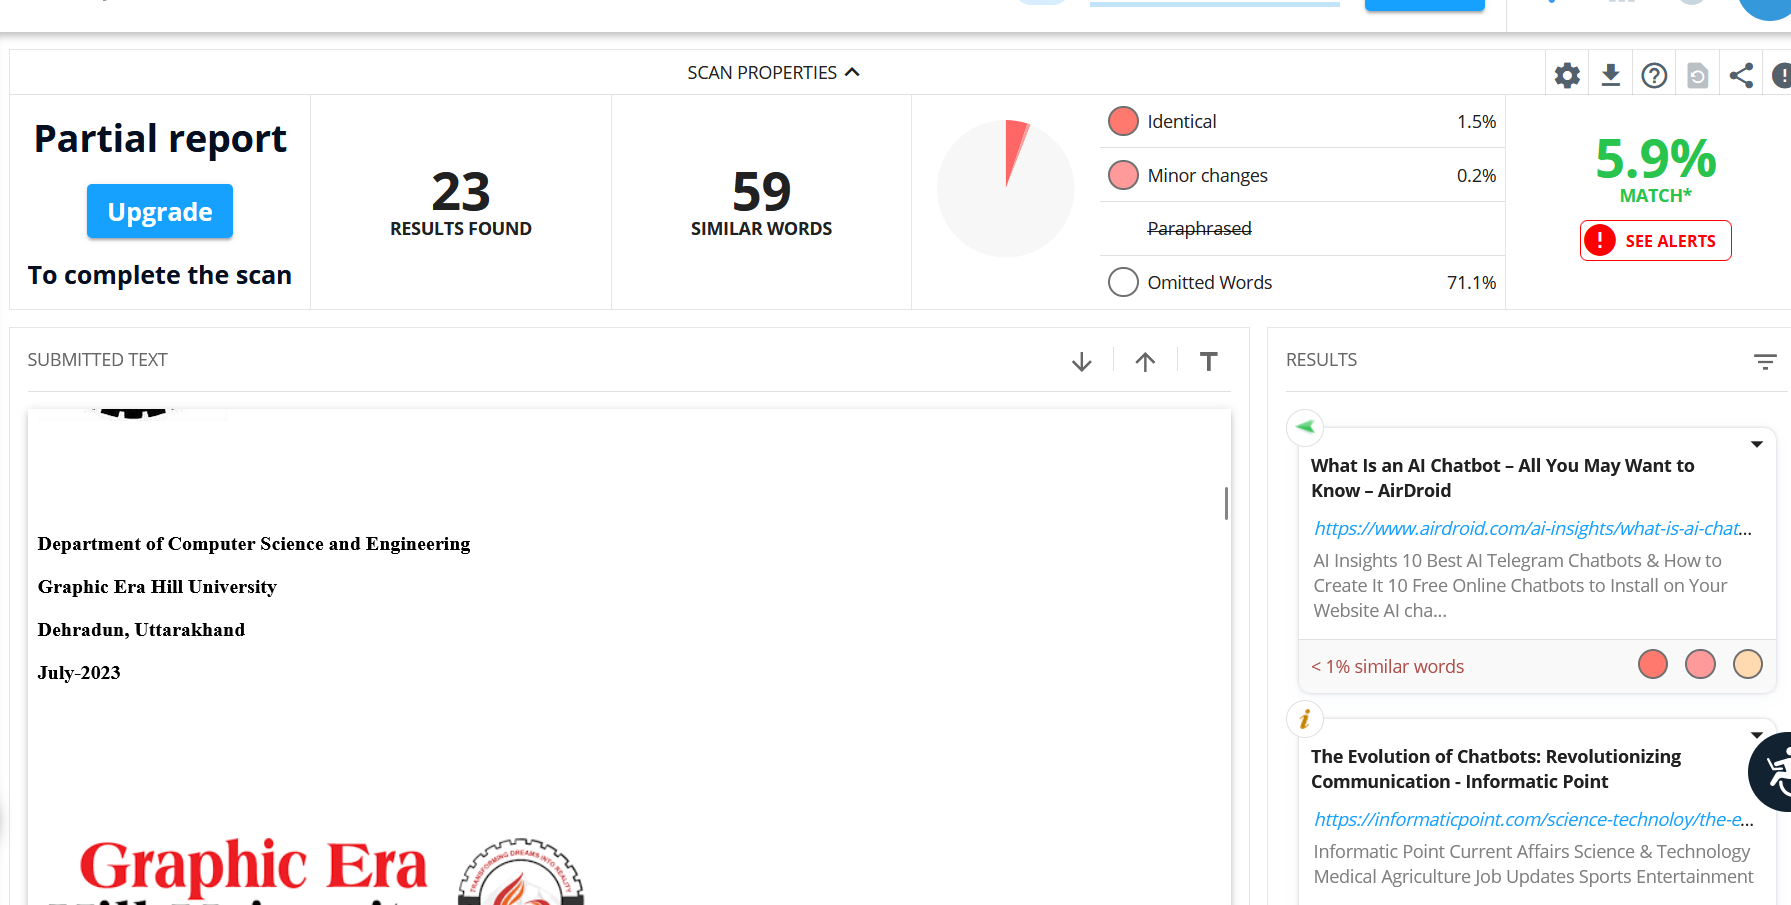 SCAN PROPERTIES
Partial report
Upgrade
To complete the scan
23
RESULTS FOUND
59
SIMILAR WORDS
Identical 1.5%
Minor changes 0.2%
Paraphrased
Omitted Words 71.1%
5.9%
MATCH*
! SEE ALERTS
SUBMITTED TEXT
T
Department of Computer Science and Engineering
Graphic Era Hill University
Dehradun, Uttarakhand
July-2023
Graphic Era
TRANSFORMING DREAMS INTO REALITY
RESULTS
What Is an AI Chatbot – All You May Want to
Know – AirDroid
https://www.airdroid.com/ai-insights/what-is-ai-chat...
AI Insights 10 Best AI Telegram Chatbots & How to
Create It 10 Free Online Chatbots to Install on Your
Website AI cha...
< 1% similar words
i
The Evolution of Chatbots: Revolutionizing
Communication - Informatic Point
https://informaticpoint.com/science-technoloy/the-e...
Informatic Point Current Affairs Science & Technology
Medical Agriculture Job Updates Sports Entertainment